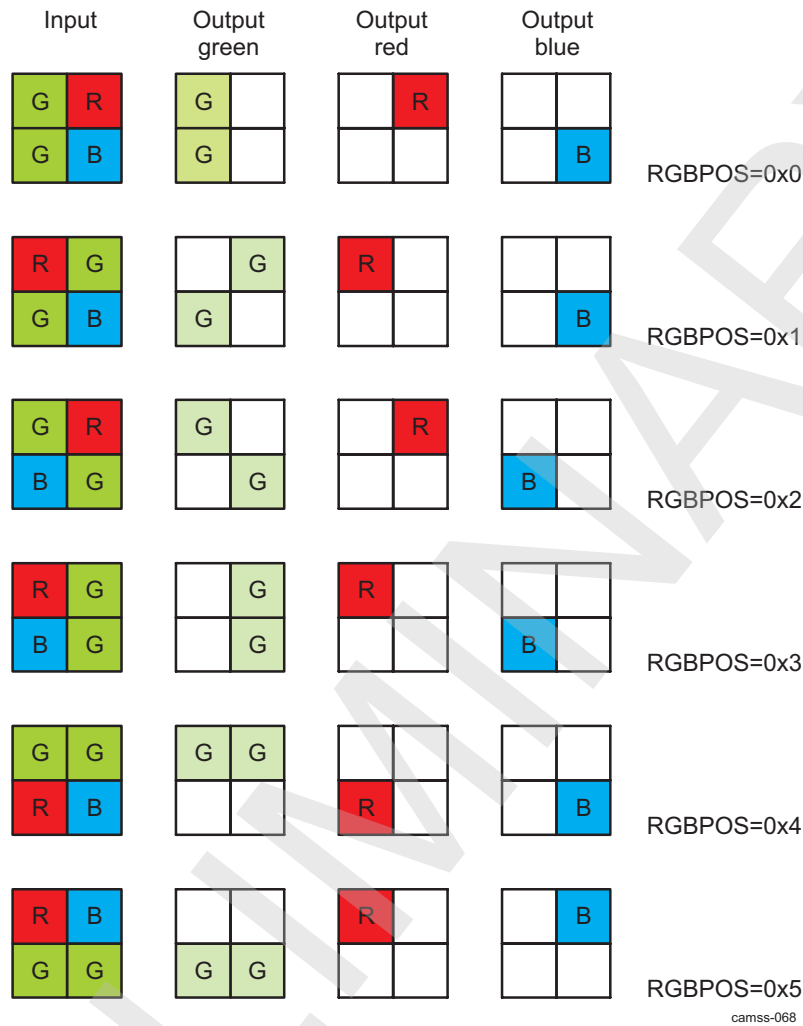 Input Output green Output red Output blue
G R G R
G G B B
RGBPOS=0x0
R G G R
G B G B
RGBPOS=0x1
G R G R
B G G B
RGBPOS=0x2
R G G R
B G G B
RGBPOS=0x3
G G G G
R B R B
RGBPOS=0x4
R B R B
G G G G
RGBPOS=0x5
camss-068